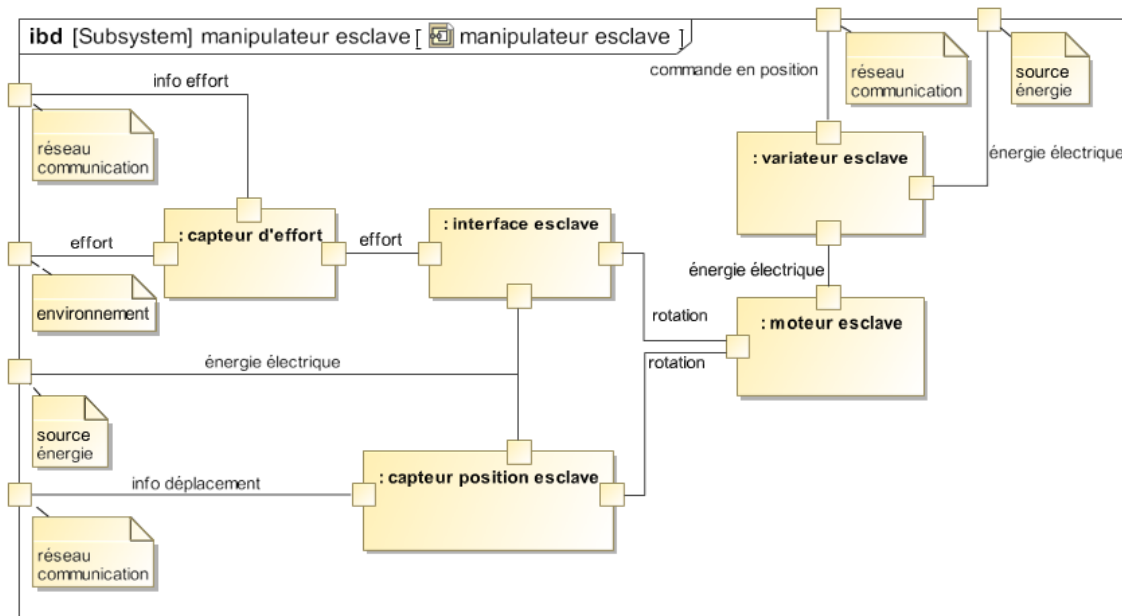 ibd [Subsystem] manipulateur esclave [ manipulateur esclave ]
info effort
réseau
communication
commande en position
réseau
communication
source
énergie
: variateur esclave
énergie électrique
effort
: capteur d'effort
effort
: interface esclave
environnement
énergie électrique
rotation
: moteur esclave
rotation
énergie électrique
source
énergie
info déplacement
: capteur position esclave
réseau
communication